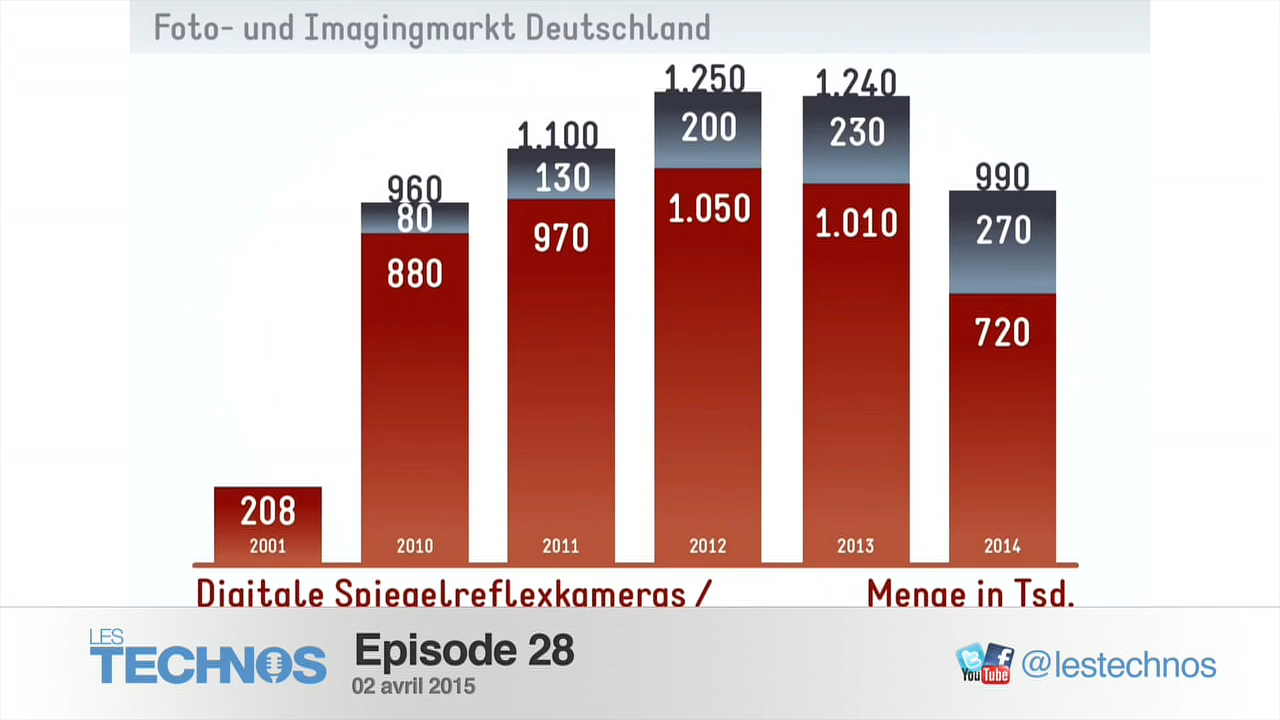 Foto- und Imagingmarkt Deutschland
1.250
1.240
200
230
1.100
130
960
80
990
270
1.050
1.010
970
880
720
208
2001
2010
2011
2012
2013
2014
Digitale Spiegelreflexkameras /
Menge in Tsd.
LES
TECHNOS
Episode 28
02 avril 2015
You Tube
@lestechnos